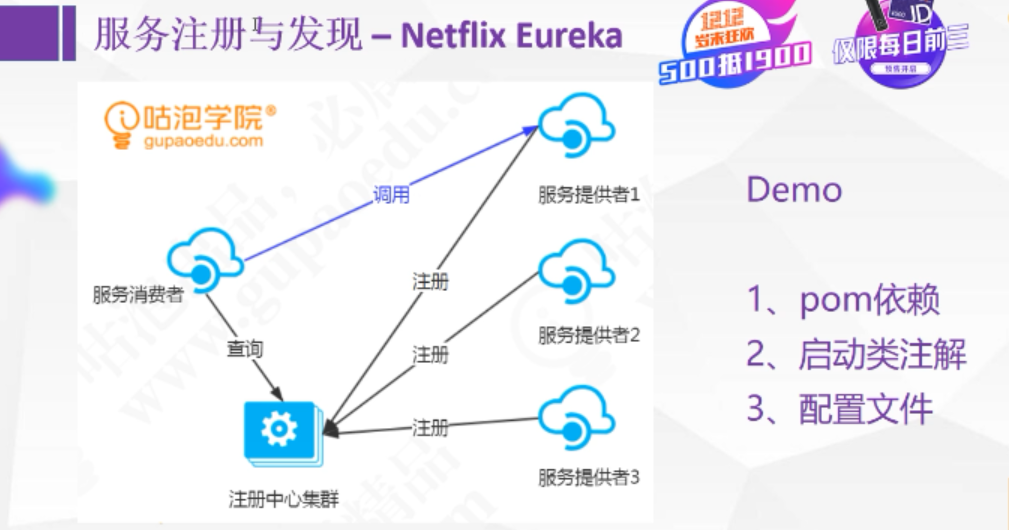 服务注册与发现 – Netflix Eureka
1212
岁末狂欢
500抵1900
JD
仅限每日前三
咕泡学院®
gupaoedu.com
调用
服务提供者1
Demo
服务消费者
注册
1、pom依赖
查询
注册
服务提供者2
2、启动类注解
3、配置文件
注册
服务提供者3
注册中心集群